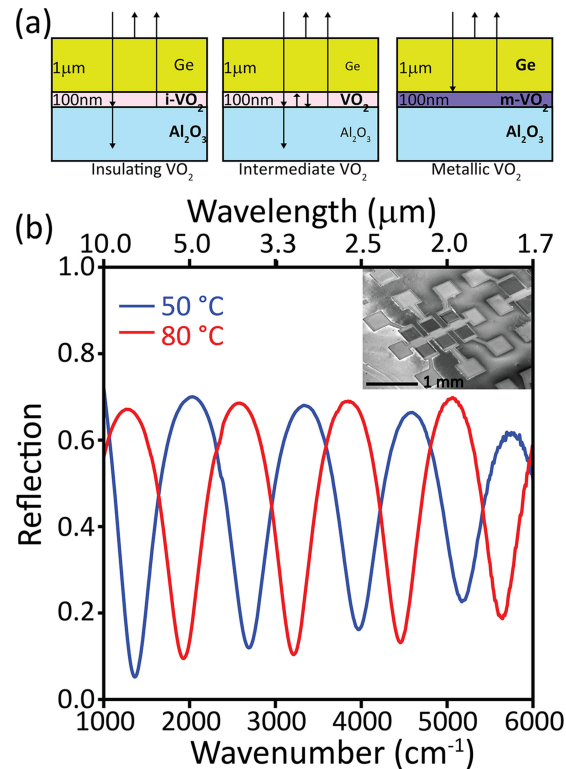 (a)
1μm Ge
100nm i-VO2
Al2O3
Insulating VO2
1μm Ge
100nm VO2
Al2O3
Intermediate VO2
1μm Ge
100nm m-VO2
Al2O3
Metallic VO2
(b)
Wavelength (μm)
10.0 5.0 3.3 2.5 2.0 1.7
50 °C
80 °C
1 mm
Reflection
1.0
0.8
0.6
0.4
0.2
0.0
1000 2000 3000 4000 5000 6000
Wavenumber (cm-1)